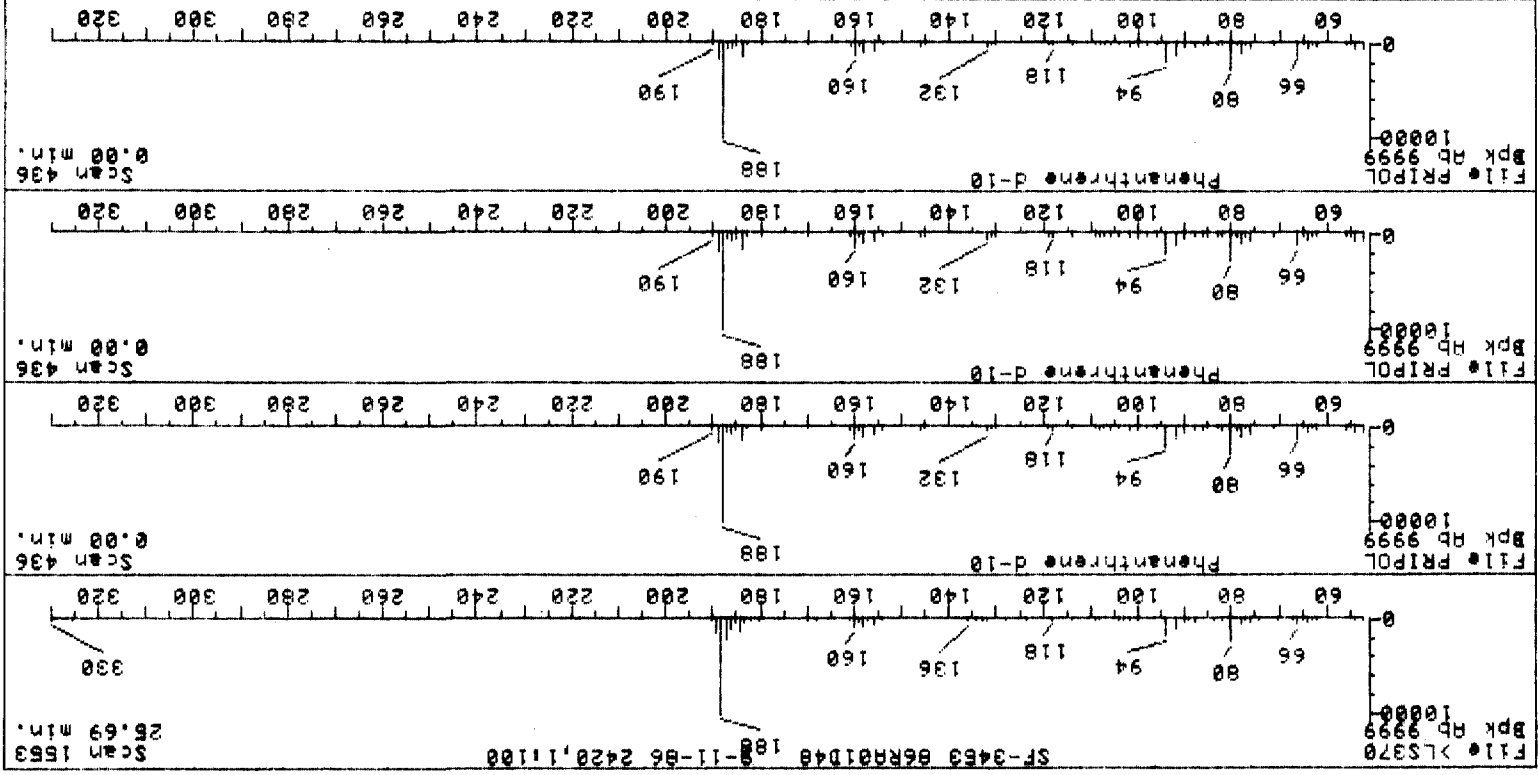 File >LS370 SF-3453 86RA01D48 9-11-86 2420,1:100 Scan 1553
Bpk Ab 9999 188 25.69 min.
10000
66 80 94 118 136 160 330
0
60 80 100 120 140 160 180 200 220 240 260 280 300 320
File PRIPOL Phenanthrene d-10 Scan 436
Bpk Ab 9999 188 0.00 min.
10000
66 80 94 118 132 160 190
0
60 80 100 120 140 160 180 200 220 240 260 280 300 320
File PRIPOL Phenanthrene d-10 Scan 436
Bpk Ab 9999 188 0.00 min.
10000
66 80 94 118 132 160 190
0
60 80 100 120 140 160 180 200 220 240 260 280 300 320
File PRIPOL Phenanthrene d-10 Scan 436
Bpk Ab 9999 188 0.00 min.
10000
66 80 94 118 132 160 190
0
60 80 100 120 140 160 180 200 220 240 260 280 300 320